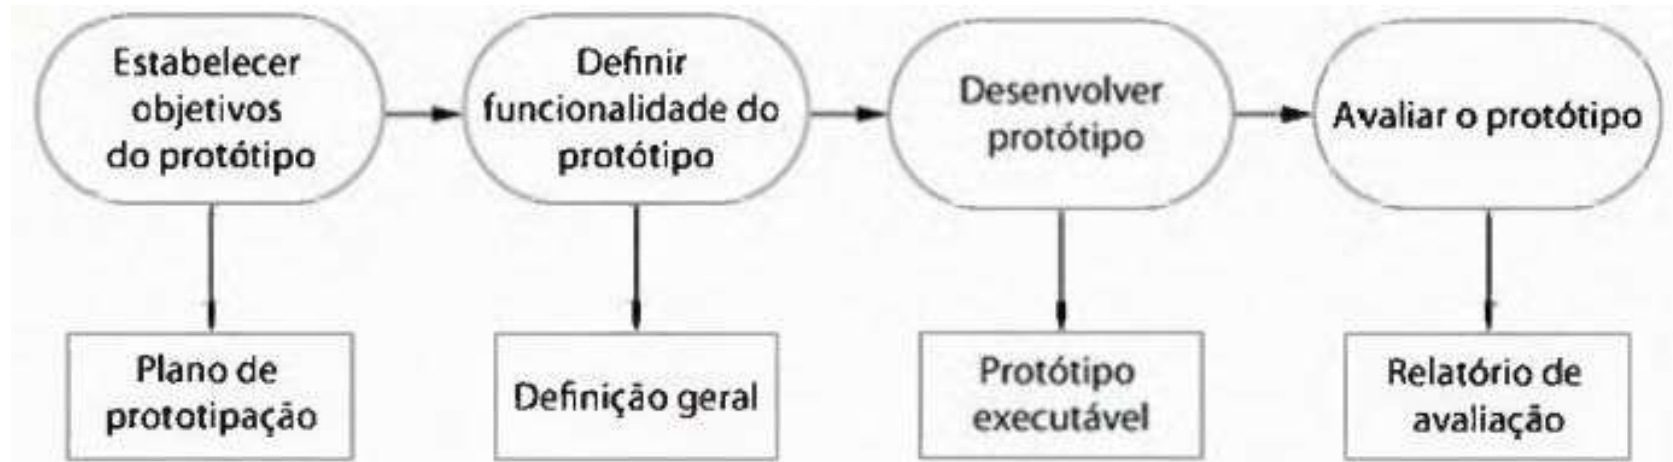 Estabelecer
objetivos
do protótipo
Definir
funcionalidade do
protótipo
Desenvolver
protótipo
Avaliar o protótipo
Plano de
prototipação
Definição geral
Protótipo
executável
Relatório de
avaliação